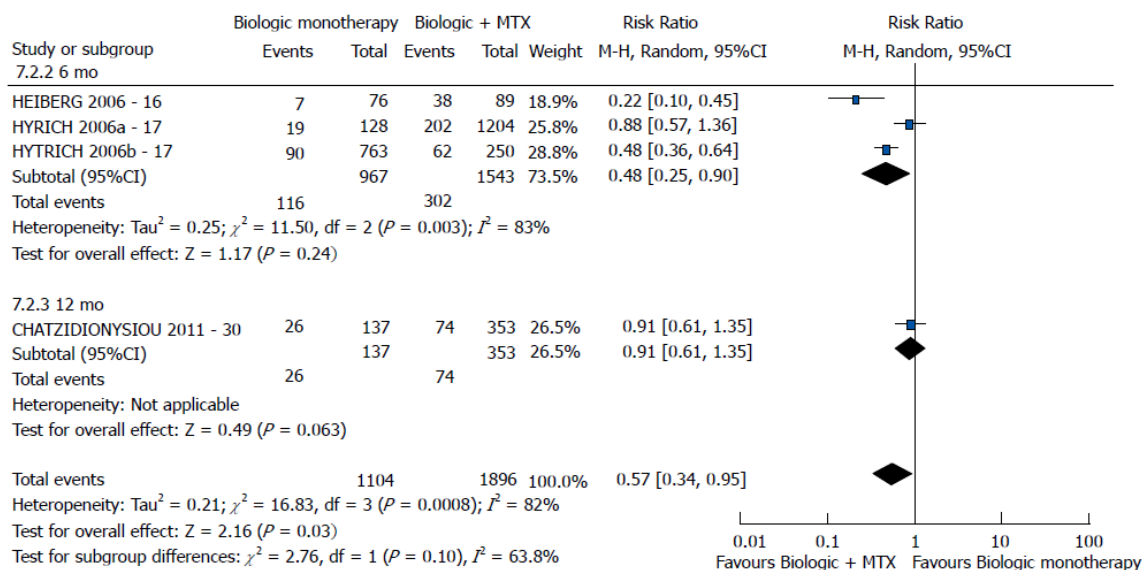 Biologic monotherapy Biologic + MTX Risk Ratio Risk Ratio
Study or subgroup Events Total Events Total Weight M-H, Random, 95%CI M-H, Random, 95%CI
7.2.2 6 mo
HEIBERG 2006 - 16 7 76 38 89 18.9% 0.22 [0.10, 0.45]
HYRICH 2006a - 17 19 128 202 1204 25.8% 0.88 [0.57, 1.36]
HYTRICH 2006b - 17 90 763 62 250 28.8% 0.48 [0.36, 0.64]
Subtotal (95%CI) 967 1543 73.5% 0.48 [0.25, 0.90]
Total events 116 302
Heterogeneity: Tau² = 0.25; χ² = 11.50, df = 2 (P = 0.003); I² = 83%
Test for overall effect: Z = 1.17 (P = 0.24)
7.2.3 12 mo
CHATZIDIONYSIOU 2011 - 30 26 137 74 353 26.5% 0.91 [0.61, 1.35]
Subtotal (95%CI) 137 353 26.5% 0.91 [0.61, 1.35]
Total events 26 74
Heteropeneity: Not applicable
Test for overall effect: Z = 0.49 (P = 0.063)
Total events 1104 1896 100.0% 0.57 [0.34, 0.95]
Heterogeneity: Tau² = 0.21; χ² = 16.83, df = 3 (P = 0.0008); I² = 82%
Test for overall effect: Z = 2.16 (P = 0.03)
Test for subgroup differences: χ² = 2.76, df = 1 (P = 0.10), I² = 63.8%
0.01 0.1 1 10 100
Favours Biologic + MTX Favours Biologic monotherapy